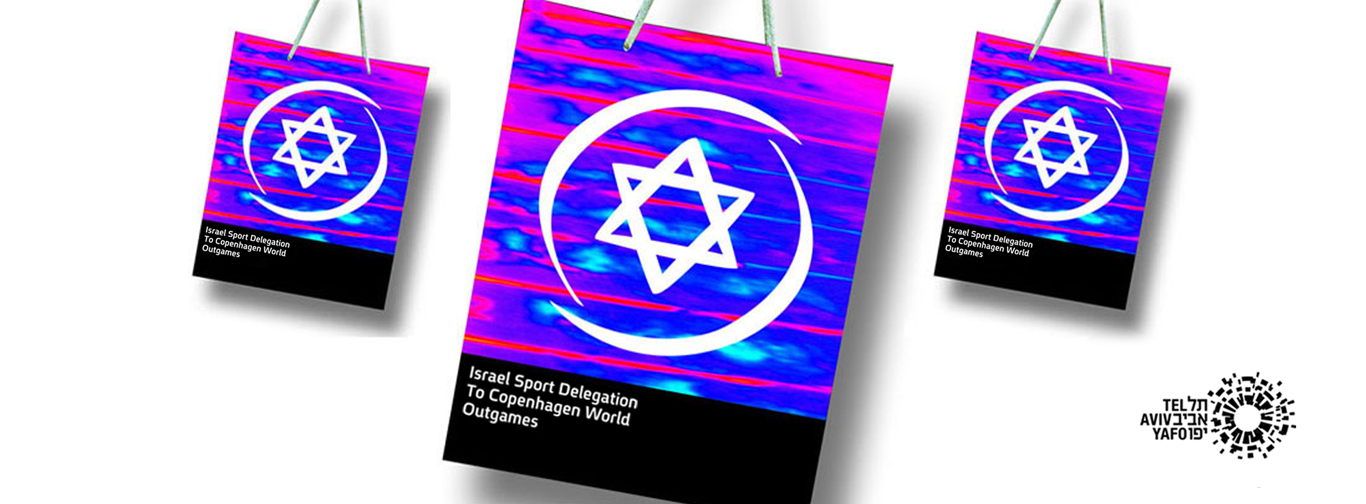 Israel Sport Delegation
To Copenhagen World
Outgames
Israel Sport Delegation
To Copenhagen World
Outgames
Israel Sport Delegation
To Copenhagen World
Outgames
TEL תל
AVIV אביב
YAFO יפו